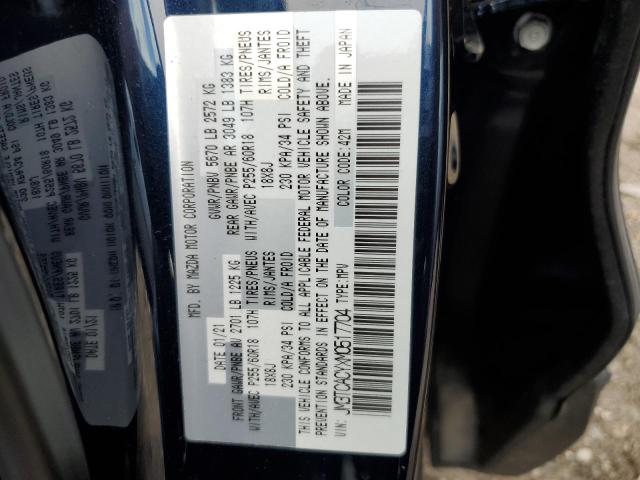 MFD. BY MAZDA MOTOR CORPORATION
DATE: 01/21 GVWR/PNBV 5670 LB 2572 KG
FRONT GAWR/PNBE AV 2701 LB 1225 KG REAR GAWR/PNBE AR 3049 LB 1383 KG
WITH/AVEC P255/60R18 107H TIRES/PNEUS WITH/AVEC P255/60R18 107H TIRES/PNEUS
18X8J RIMS/JANTES 18X8J RIMS/JANTES
230 KPA/34 PSI COLD/A FROID 230 KPA/34 PSI COLD/A FROID
THIS VEHICLE CONFORMS TO ALL APPLICABLE FEDERAL MOTOR VEHICLE SAFETY AND THEFT
PREVENTION STANDARDS IN EFFECT ON THE DATE OF MANUFACTURE SHOWN ABOVE.
COLOR CODE:42M MADE IN JAPAN
VIN: JM3TCACYXM0517704 TYPE:MPV